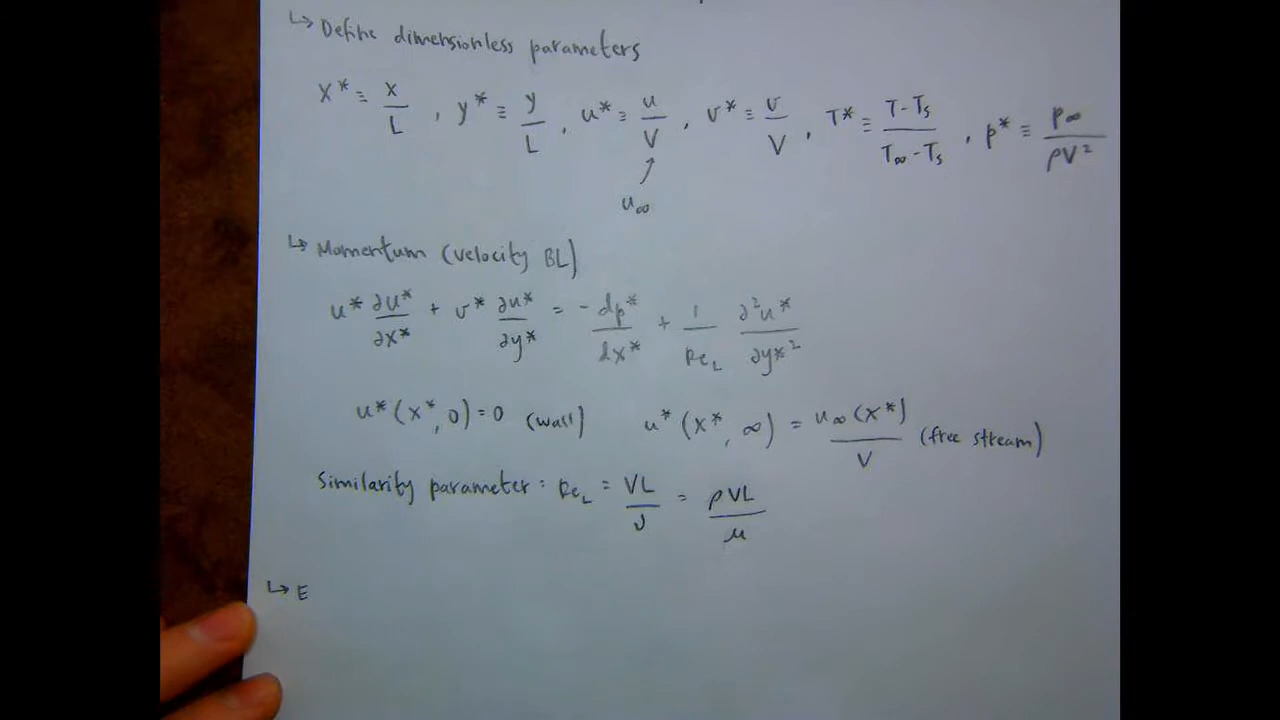 ↳ Define dimensionless parameters
x* ≡ x/L , y* ≡ y/L , u* ≡ u/V , v* ≡ v/V , T* ≡ (T-Ts)/(T∞-Ts) , p* ≡ p∞/ρV²
u∞
↳ Momentum (velocity BL)
u* ∂u*/∂x* + v* ∂u*/∂y* = - dp*/dx* + 1/ReL ∂²u*/∂y*²
u*(x*,0) = 0 (wall) u*(x*, ∞) = u∞(x*)/V (free stream)
Similarity parameter: ReL = VL/ν = ρVL/μ
↳ E